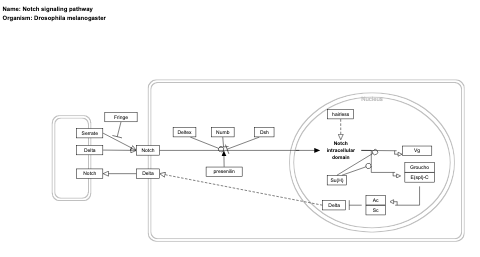 Name: Notch signaling pathway
Organism: Drosophila melanogaster
Nucleus
Fringe
hairless
Serrate
Deltex
Numb
Dsh
Delta
Notch
Notch
intracellular
domain
Vg
Groucho
E(spl)-C
Notch
Delta
presenilin
Su(H)
Delta
Ac
Sc